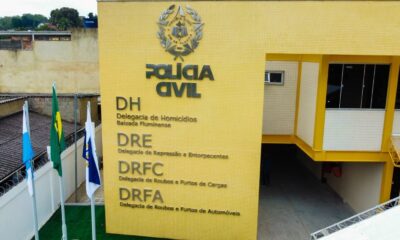 POLICIA
CIVIL
DH
Delegacia de Homicídios
Baixada Fluminense
DRE
Delegacia de Repressão a Entorpecentes
DRFC
Delegacia de Roubos e Furtos de Cargas
DRFA
Delegacia de Roubos e Furtos de Automóveis